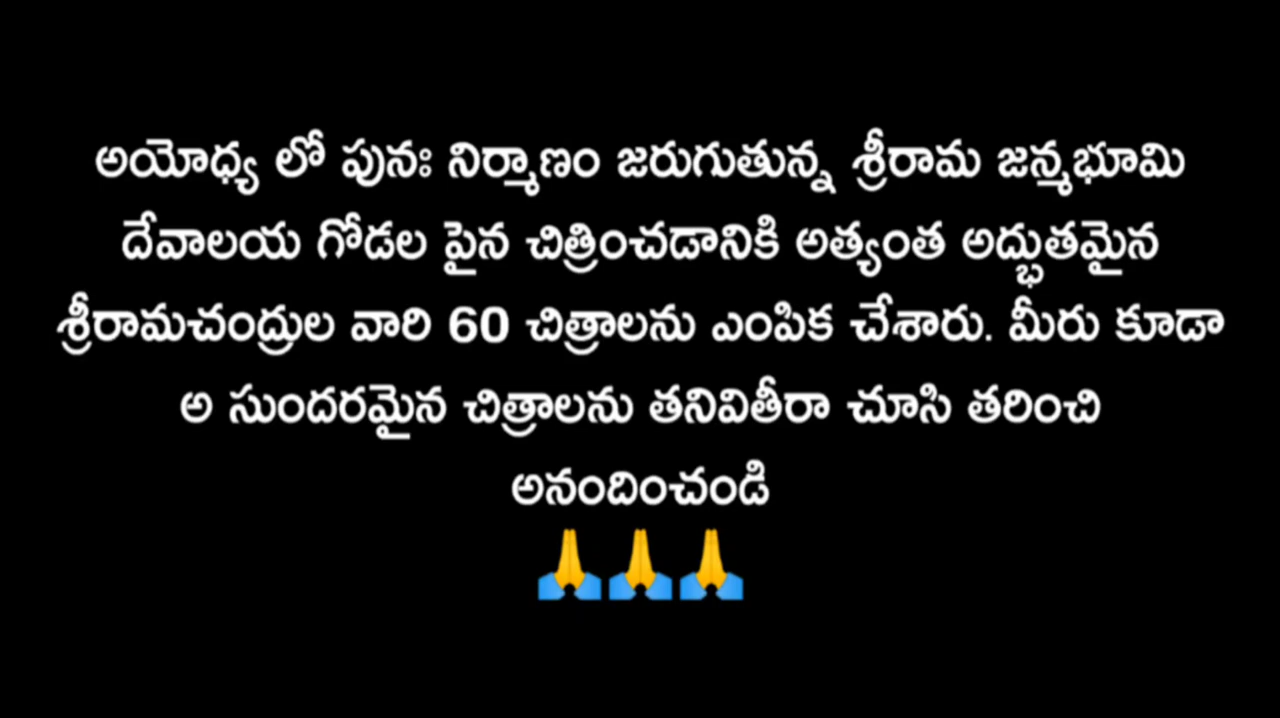 అయోధ్య లో పునః నిర్మాణం జరుగుతున్న శ్రీరామ జన్మభూమి
దేవాలయ గోడల పైన చిత్రించడానికి అత్యంత అద్భుతమైన
శ్రీరామచంద్రుల వారి 60 చిత్రాలను ఎంపిక చేశారు. మీరు కూడా
అ సుందరమైన చిత్రాలను తనివితీరా చూసి తరించి
అనందించండి
🙏🙏🙏